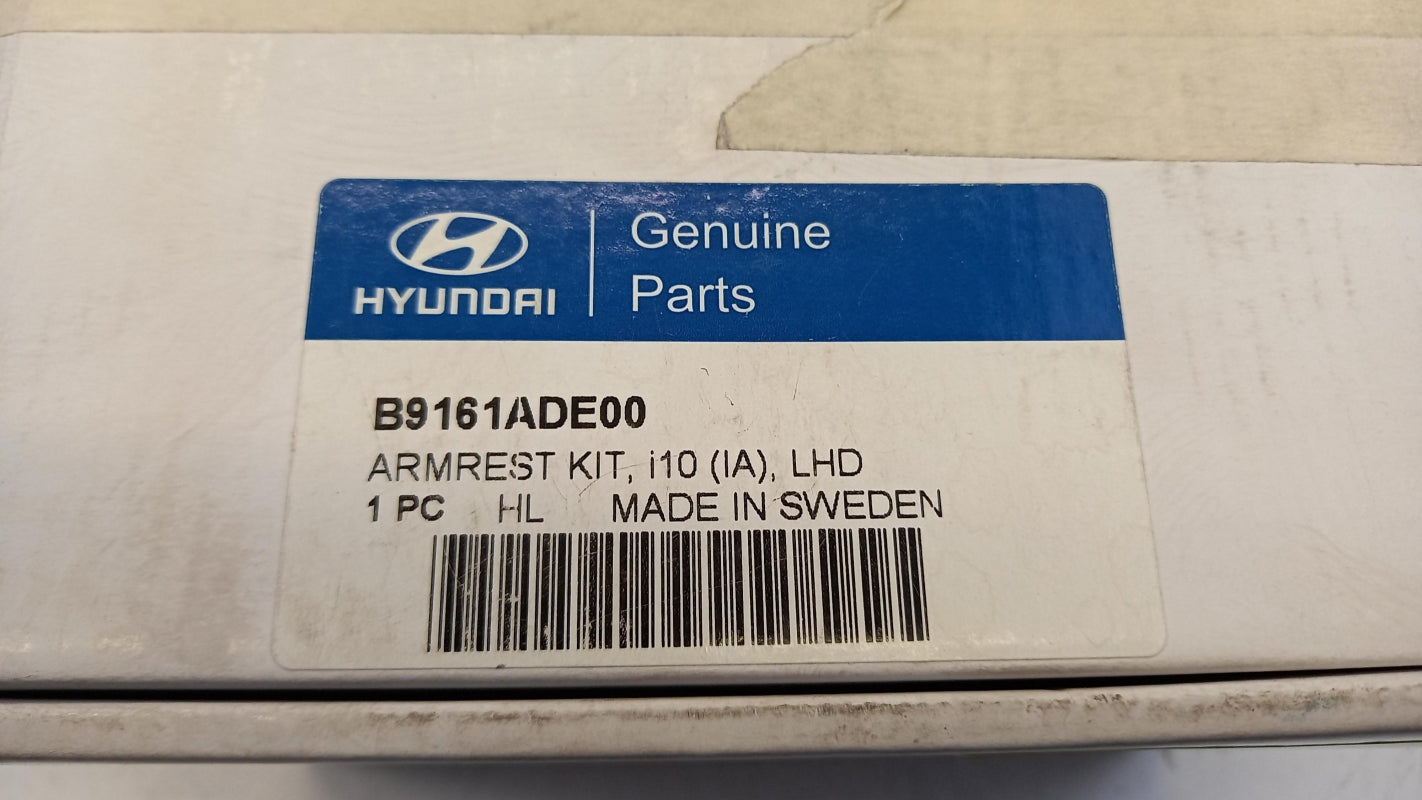 HYUNDAI
Genuine
Parts
B9161ADE00
ARMREST KIT, i10 (IA), LHD
1 PC HL MADE IN SWEDEN